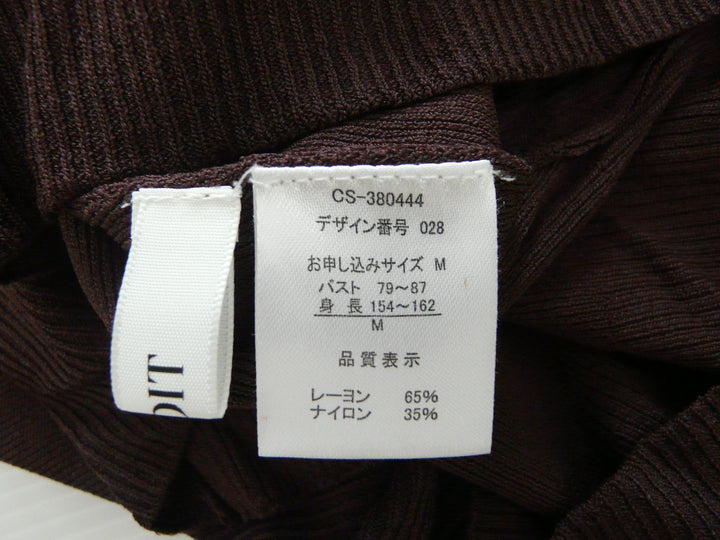 CS-380444
デザイン番号 028
お申し込みサイズ M
バスト 79~87
身 長 154~162
M
品質表示
レーヨン 65%
ナイロン 35%